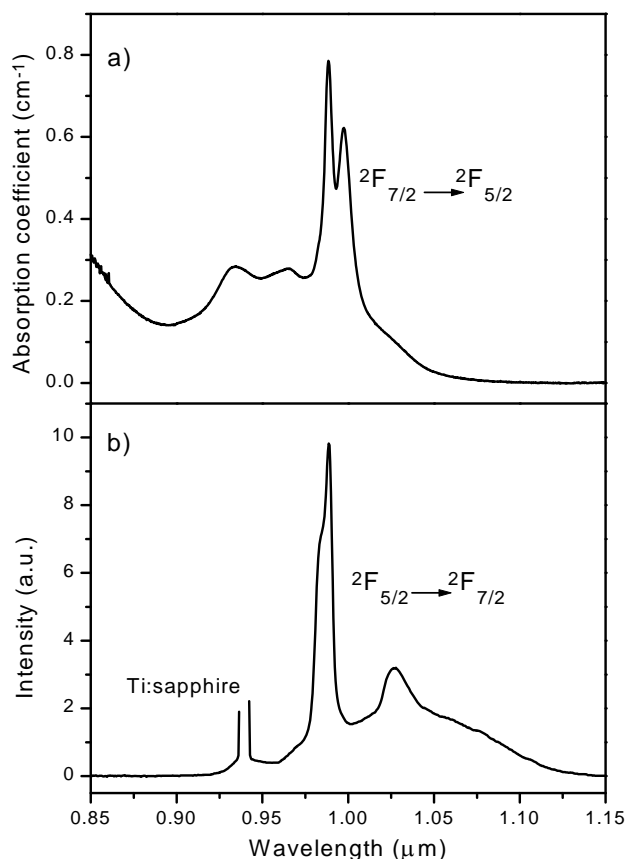 a)
Absorption coefficient (cm⁻¹)
0.8
0.6
0.4
0.2
0.0
²F₇/₂ → ²F₅/₂
b)
Intensity (a.u.)
10
8
6
4
2
0
²F₅/₂ → ²F₇/₂
Ti:sapphire
0.85 0.90 0.95 1.00 1.05 1.10 1.15
Wavelength (μm)